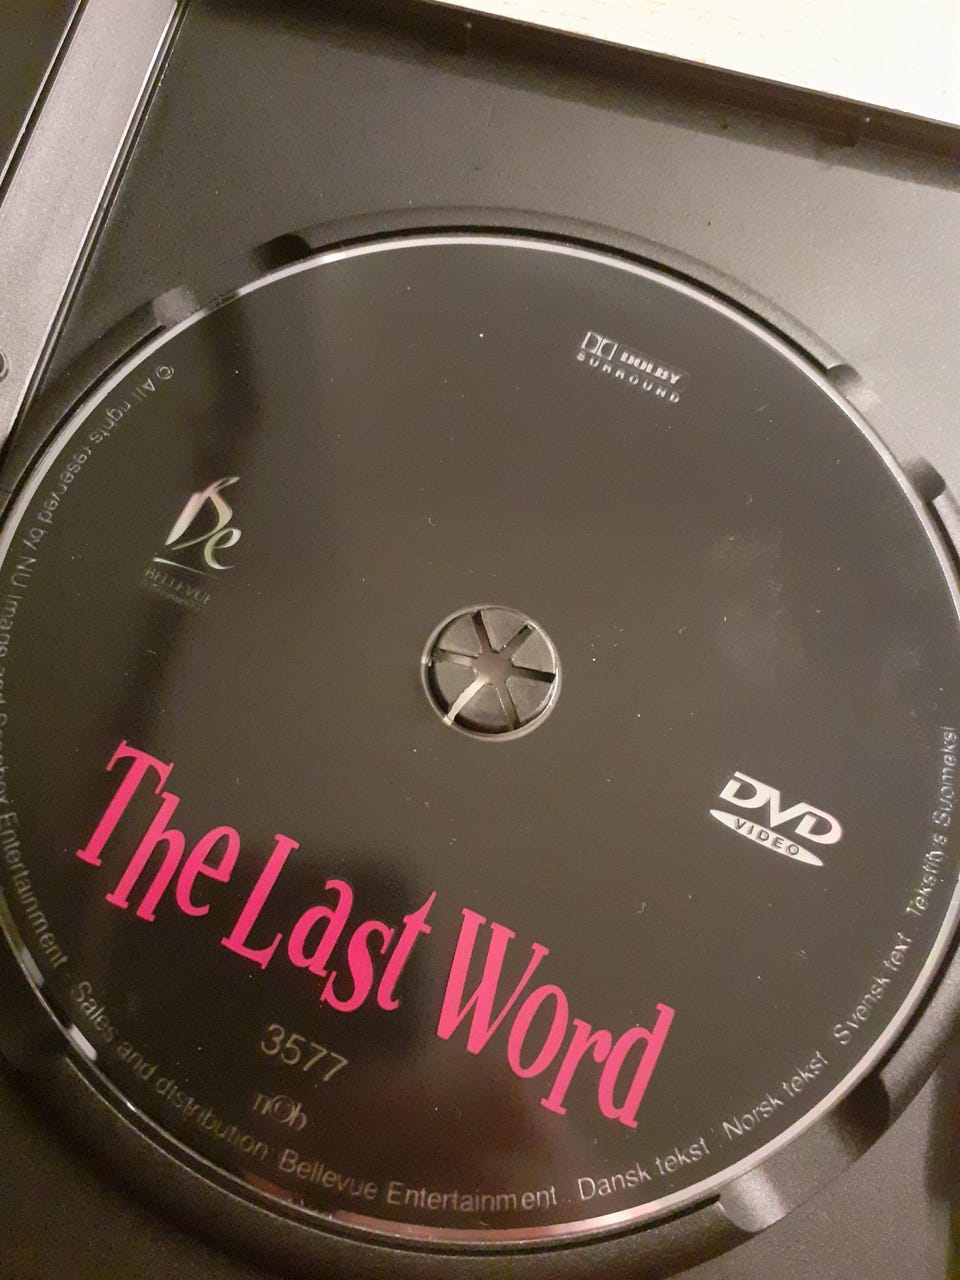 DOLBY
SURROUND
Be
BELLEVUE
DVD
VIDEO
The Last Word
3577
nCb
© All rights reserved by NU Image and Entertainment Sales and distribution Bellevue Entertainment Dansk tekst Norsk tekst Svensk text Tekstitys Suomeksi